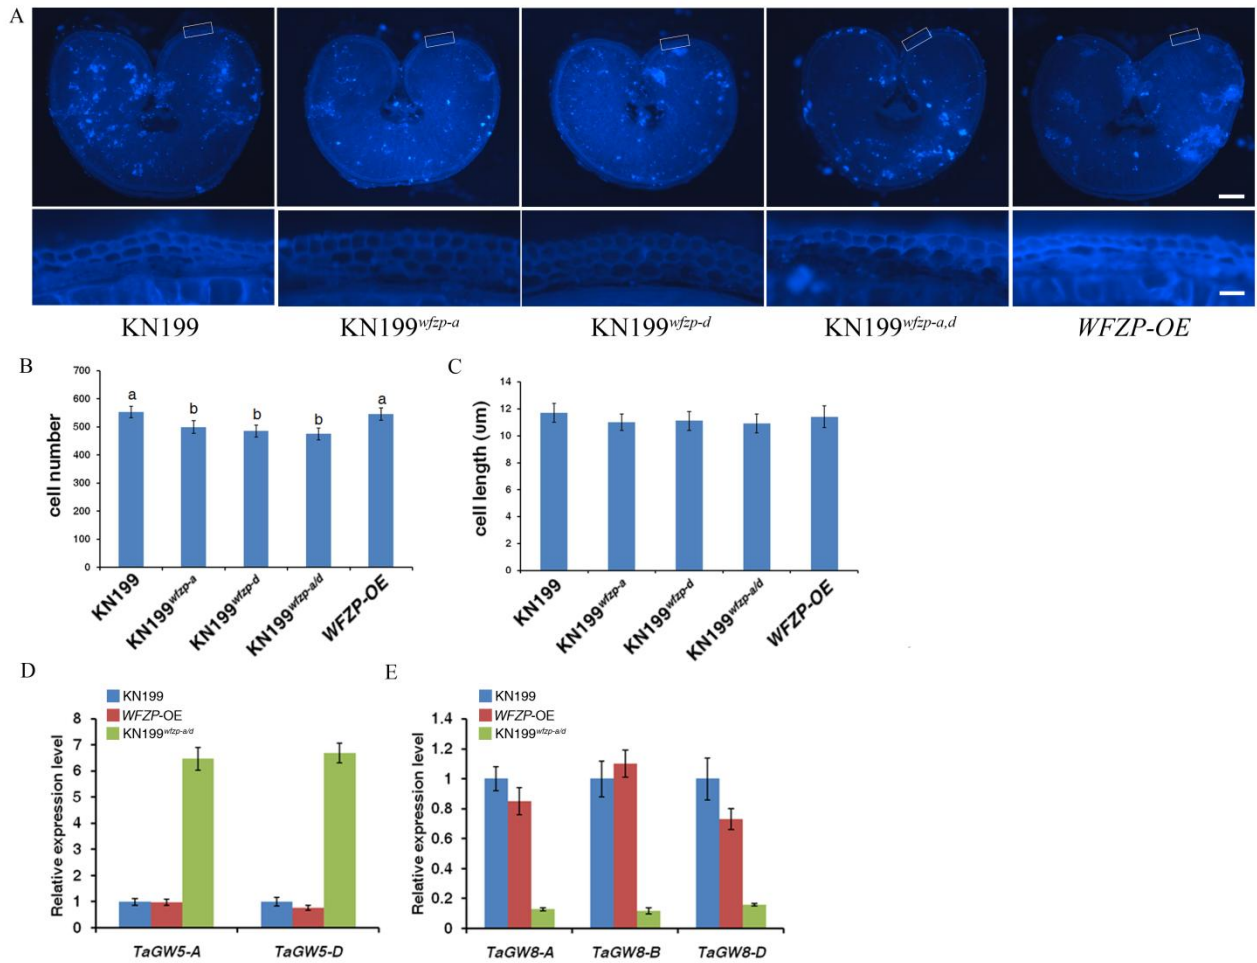 A
KN199
KN199wfzp-a
KN199wfzp-d
KN199wfzp-a,d
WFZP-OE
B
cell number
700
600
500
400
300
200
100
0
a
b
b
b
a
KN199
KN199wfzp-a
KN199wfzp-d
KN199wfzp-a/d
WFZP-OE
C
cell length (um)
14
12
10
8
6
4
2
0
KN199
KN199wfzp-a
KN199wfzp-d
KN199wfzp-a/d
WFZP-OE
D
KN199
WFZP-OE
KN199wfzp-a/d
Relative expression level
8
7
6
5
4
3
2
1
0
TaGW5-A
TaGW5-D
E
KN199
WFZP-OE
KN199wfzp-a/d
Relative expression level
1.4
1.2
1
0.8
0.6
0.4
0.2
0
TaGW8-A
TaGW8-B
TaGW8-D